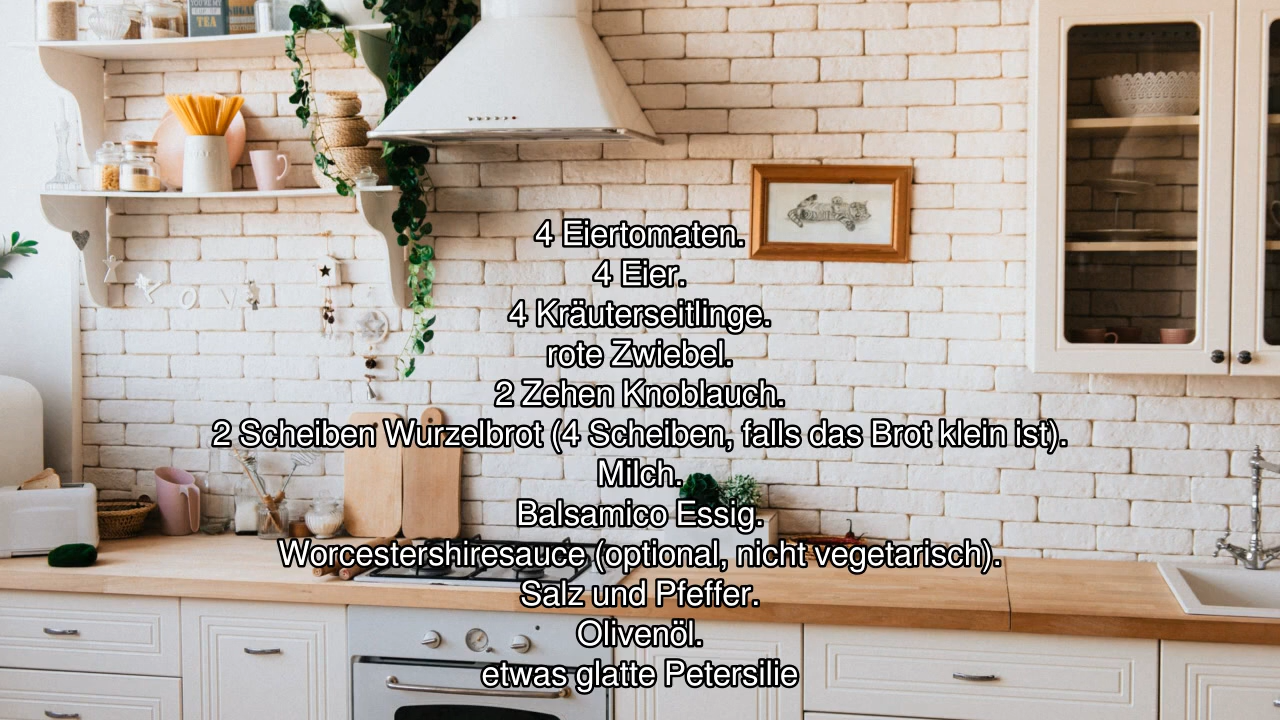 4 Eiertomaten.
4 Eier.
4 Kräuterseitlinge.
rote Zwiebel.
2 Zehen Knoblauch.
2 Scheiben Wurzelbrot (4 Scheiben, falls das Brot klein ist).
Milch.
Balsamico Essig.
Worcestershiresauce (optional, nicht vegetarisch).
Salz und Pfeffer.
Olivenöl.
etwas glatte Petersilie